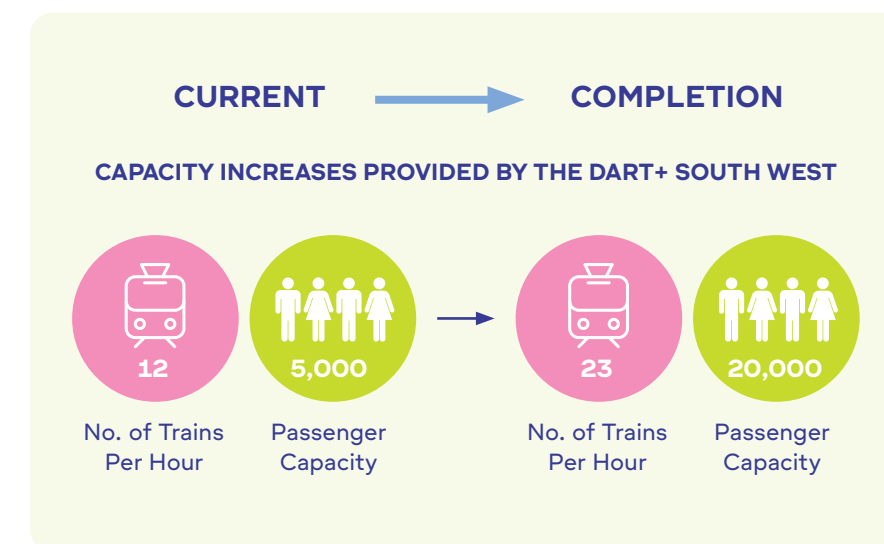 CURRENT
COMPLETION
CAPACITY INCREASES PROVIDED BY THE DART+ SOUTH WEST
12
5,000
23
20,000
No. of Trains
Per Hour
Passenger
Capacity
No. of Trains
Per Hour
Passenger
Capacity